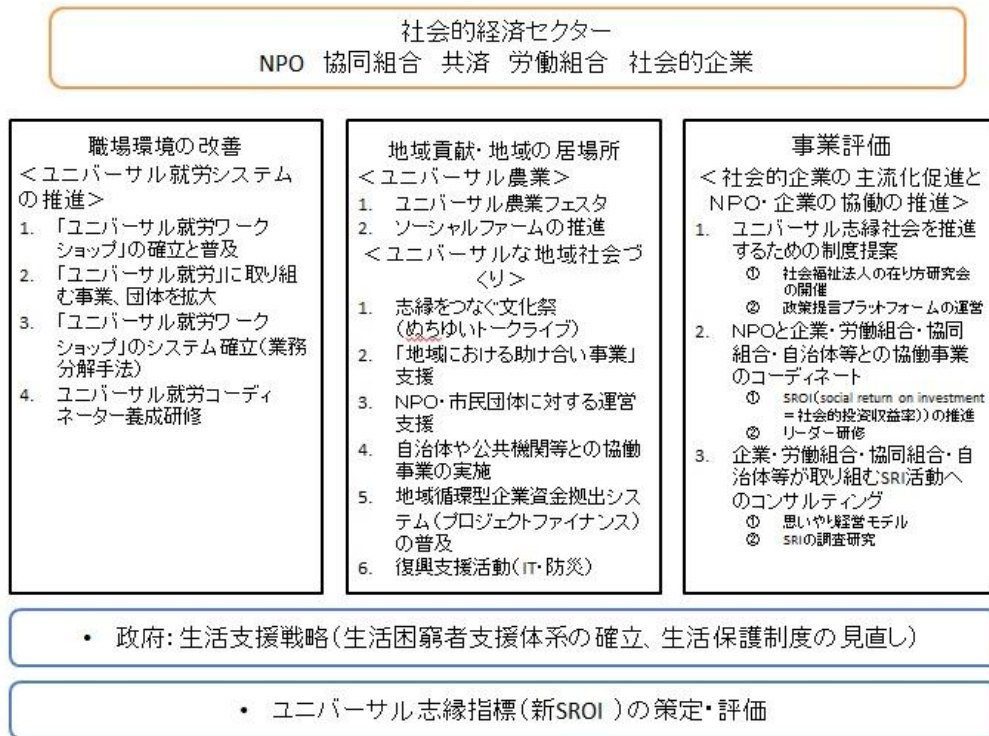 社会的経済セクター
NPO 協同組合 共済 労働組合 社会的企業
職場環境の改善
＜ユニバーサル就労システム
の推進＞
1. 「ユニバーサル就労ワーク
ショップ」の確立と普及
2. 「ユニバーサル就労」に取り組
む事業、団体を拡大
3. 「ユニバーサル就労ワーク
ショップ」のシステム確立(業務
分解手法)
4. ユニバーサル就労コーディ
ネーター養成研修
地域貢献・地域の居場所
＜ユニバーサル農業＞
1. ユニバーサル農業フェスタ
2. ソーシャルファームの推進
＜ユニバーサルな地域社会づ
くり＞
1. 志縁をつなぐ文化祭
(ぬちゆいトークライブ)
2. 「地域における助け合い事業」
支援
3. NPO・市民団体に対する運営
支援
4. 自治体や公共機関等との協働
事業の実施
5. 地域循環型企業資金拠出シス
テム(プロジェクトファイナンス)
の普及
6. 復興支援活動(IT・防災)
事業評価
＜社会的企業の主流化促進と
NPO・企業の協働の推進＞
1. ユニバーサル志縁社会を推進
するための制度提案
① 社会福祉法人の在り方研究会
の開催
② 政策提言プラットフォームの運営
2. NPOと企業・労働組合・協同
組合・自治体等との協働事業
のコーディネート
① SROI(social return on investment
＝社会的投資収益率))の推進
② リーダー研修
3. 企業・労働組合・協同組合・自
治体等が取り組むSRI活動へ
のコンサルティング
① 思いやり経営モデル
② SRIの調査研究
• 政府：生活支援戦略(生活困窮者支援体系の確立、生活保護制度の見直し)
• ユニバーサル志縁指標(新SROI )の策定・評価